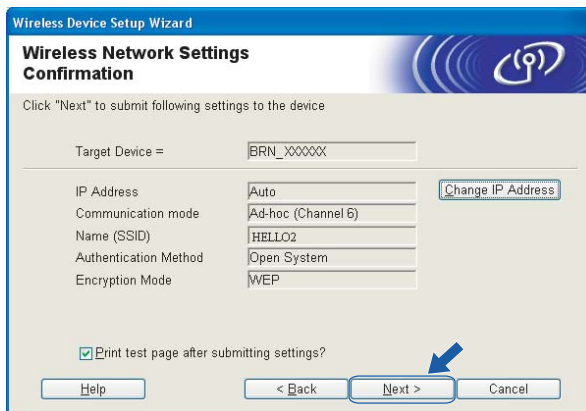 Wireless Device Setup Wizard
Wireless Network Settings
Confirmation
Click "Next" to submit following settings to the device
Target Device = BRN_XXXXXX
IP Address Auto Change IP Address
Communication mode Ad-hoc (Channel 6)
Name (SSID) HELLO2
Authentication Method Open System
Encryption Mode WEP
Print test page after submitting settings?
Help < Back Next > Cancel